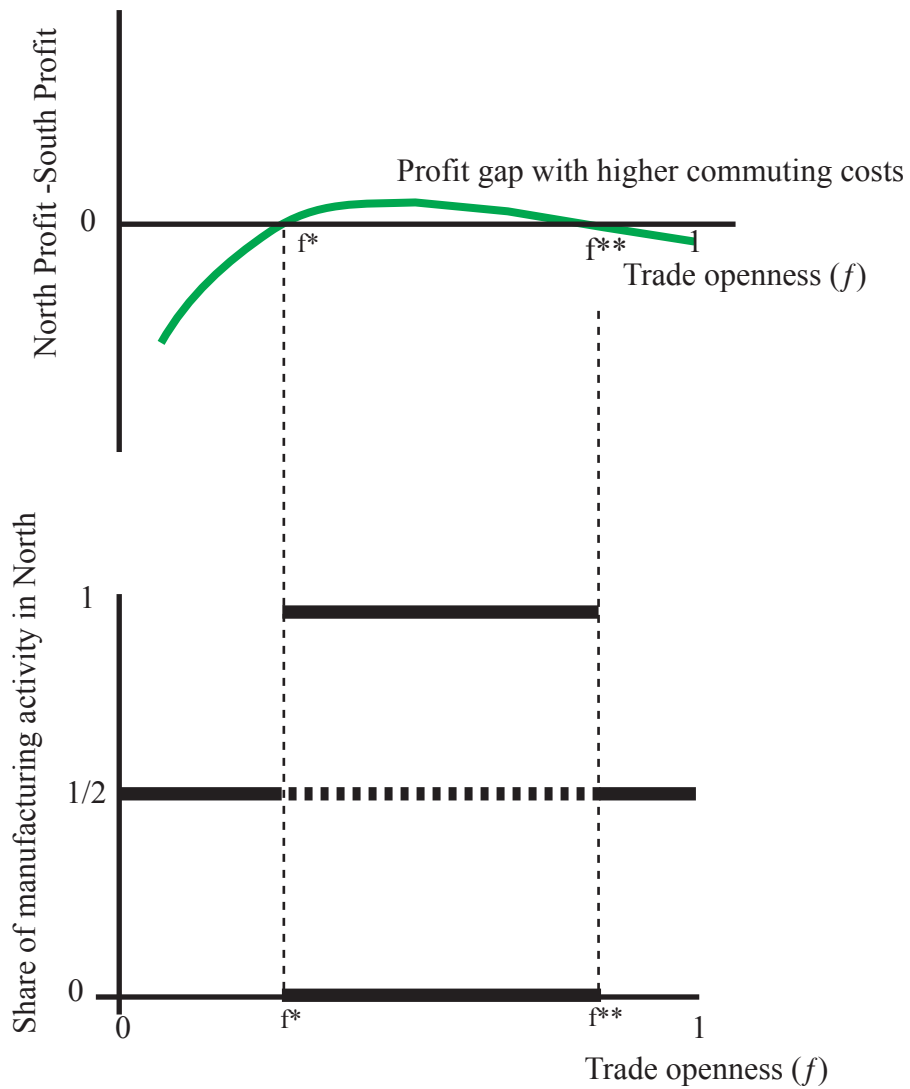 North Profit -South Profit
Profit gap with higher commuting costs
0
f*
f**
1
Trade openness (f)
Share of manufacturing activity in North
1
1/2
0
0
f*
f**
1
Trade openness (f)